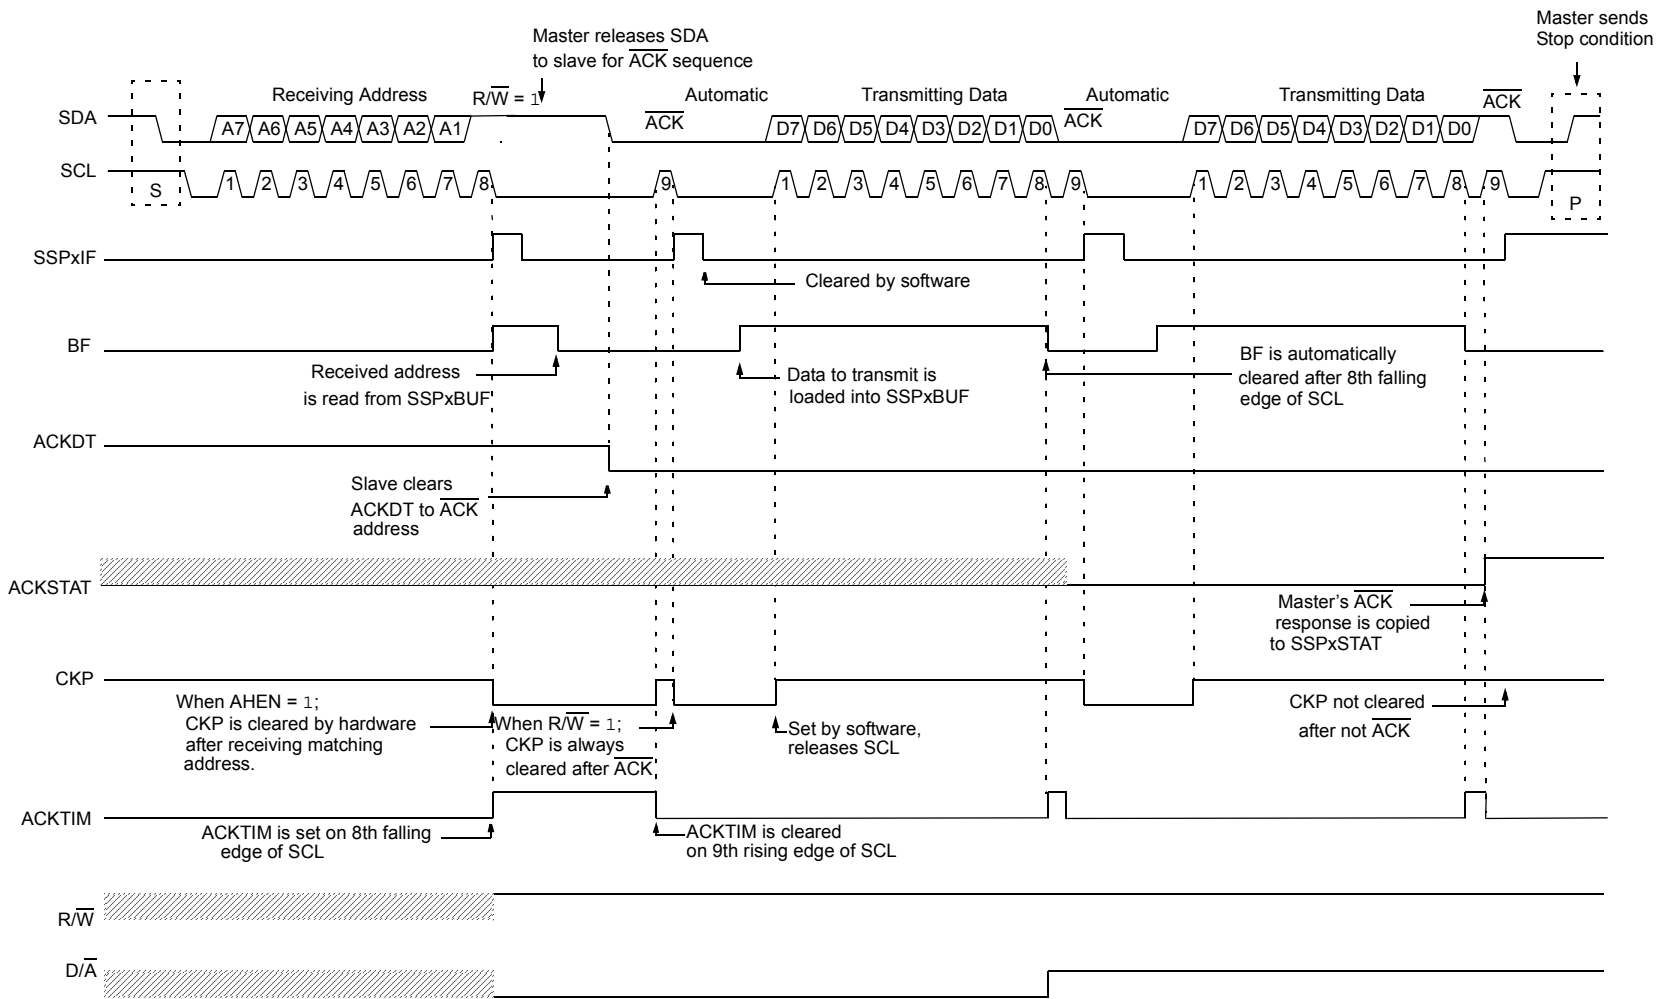 Master sends
Stop condition
Master releases SDA
to slave for ACK sequence
Receiving Address
R/W = 1
Automatic
Transmitting Data
Automatic
Transmitting Data
ACK
SDA
A7 A6 A5 A4 A3 A2 A1
ACK
D7 D6 D5 D4 D3 D2 D1 D0
ACK
D7 D6 D5 D4 D3 D2 D1 D0
SCL
S
1 2 3 4 5 6 7 8
9
1 2 3 4 5 6 7 8 9
1 2 3 4 5 6 7 8 9
P
SSPxIF
Cleared by software
BF
Received address
is read from SSPxBUF
Data to transmit is
loaded into SSPxBUF
BF is automatically
cleared after 8th falling
edge of SCL
ACKDT
Slave clears
ACKDT to ACK
address
ACKSTAT
Master's ACK
response is copied
to SSPxSTAT
CKP
When AHEN = 1;
CKP is cleared by hardware
after receiving matching
address.
When R/W = 1;
CKP is always
cleared after ACK
Set by software,
releases SCL
CKP not cleared
after not ACK
ACKTIM
ACKTIM is set on 8th falling
edge of SCL
ACKTIM is cleared
on 9th rising edge of SCL
R/W
D/A